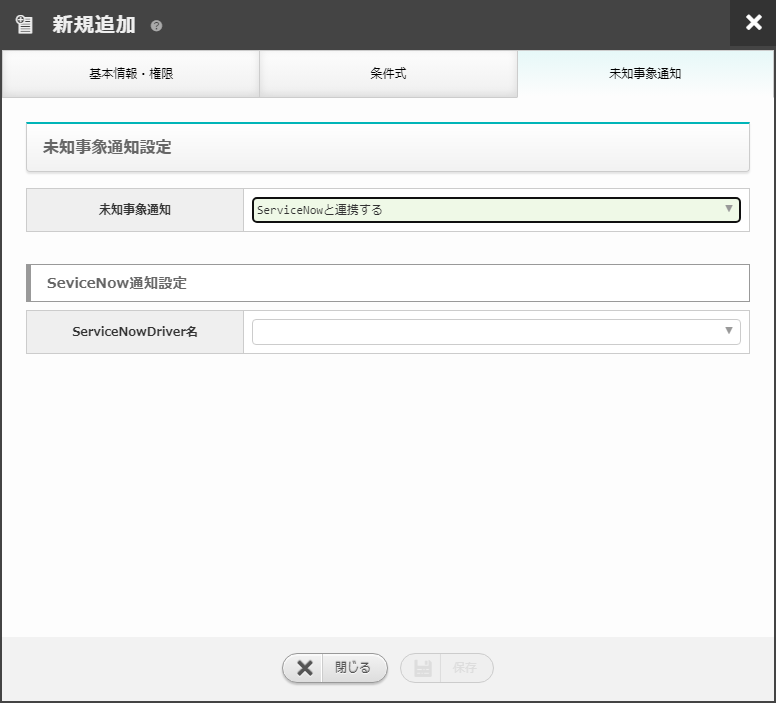 新規追加
基本情報・権限
条件式
未知事象通知
未知事象通知設定
未知事象通知
ServiceNowと連携する
SeviceNow通知設定
ServiceNowDriver名
閉じる
保存